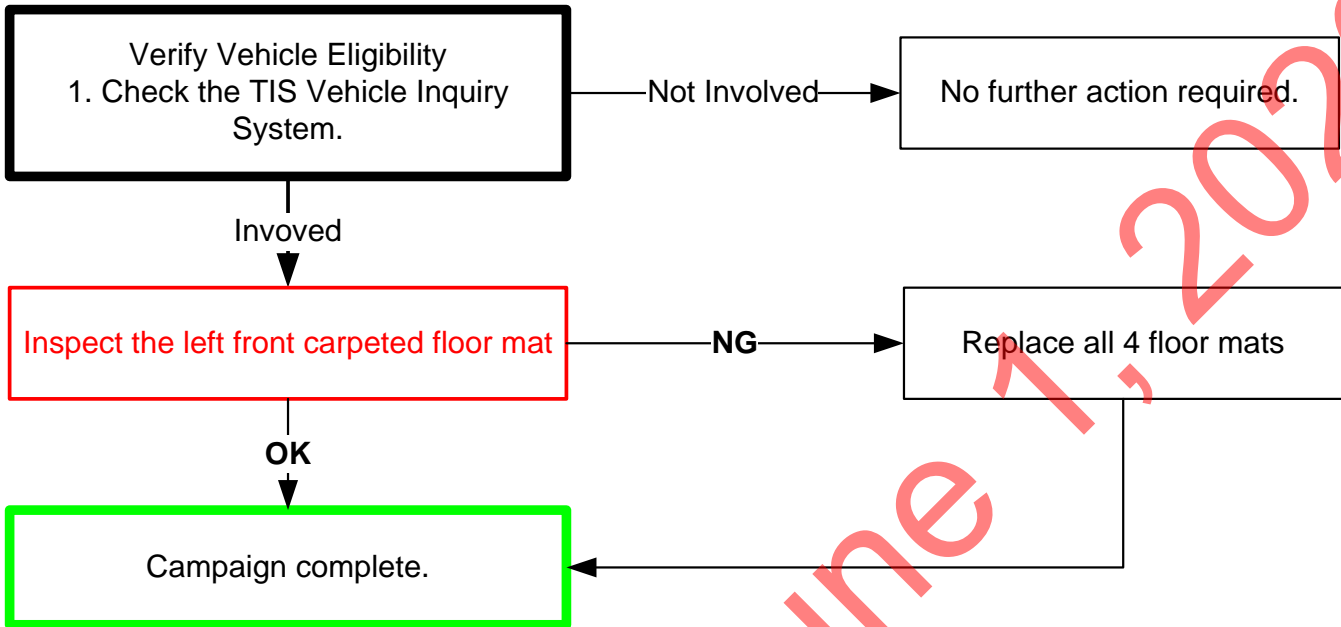 Verify Vehicle Eligibility
1. Check the TIS Vehicle Inquiry
System.
Not Involved
No further action required.
Invoved
Inspect the left front carpeted floor mat
NG
Replace all 4 floor mats
OK
Campaign complete.
1,